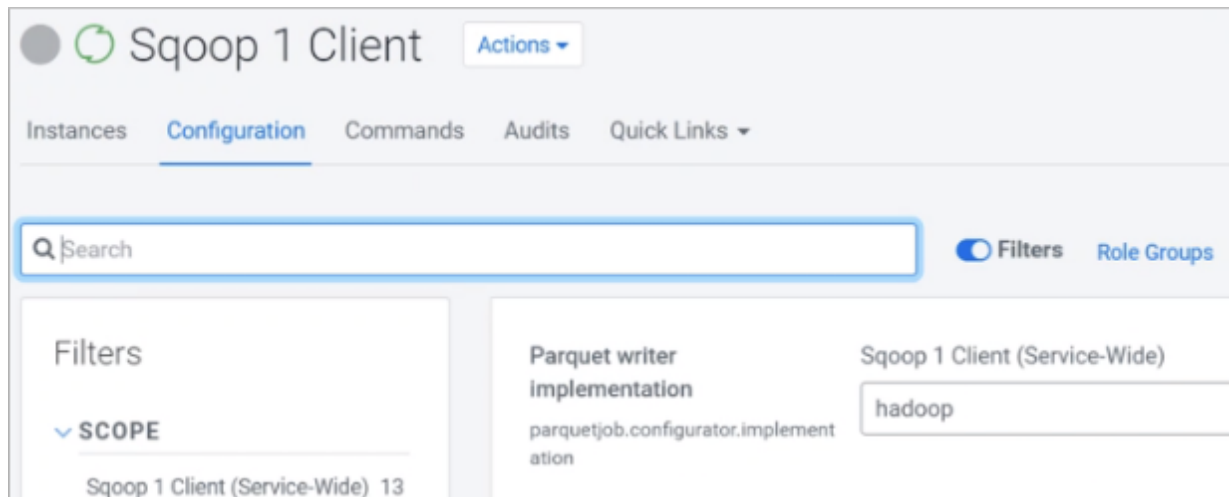 Sqoop 1 Client
Actions
Instances Configuration Commands Audits Quick Links
Search
Filters Role Groups
Filters
SCOPE
Sqoop 1 Client (Service-Wide) 13
Parquet writer
implementation
parquetjob.configurator.implement
ation
Sqoop 1 Client (Service-Wide)
hadoop